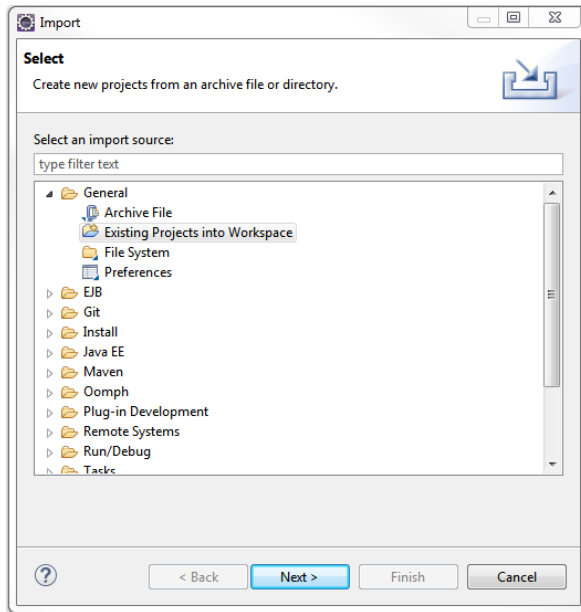 Import
Select
Create new projects from an archive file or directory.
Select an import source:
type filter text
General
Archive File
Existing Projects into Workspace
File System
Preferences
EJB
Git
Install
Java EE
Maven
Oomph
Plug-in Development
Remote Systems
Run/Debug
Tasks
?
< Back Next > Finish Cancel